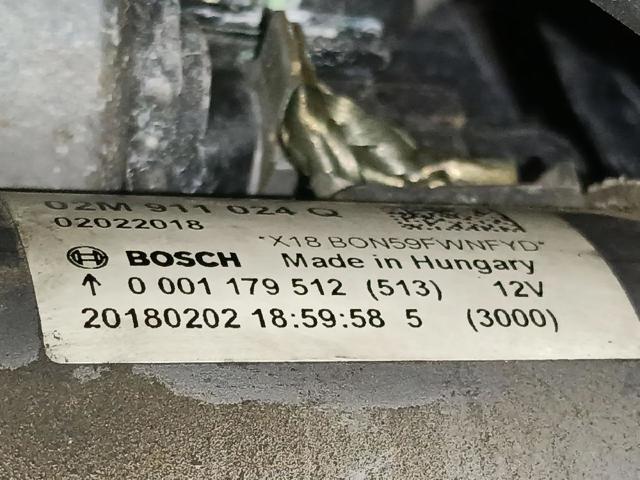 02M 911 024 Q
02022018
*X18 BON59FWNFYD*
BOSCH Made in Hungary
↑ 0 001 179 512 (513) 12V
20180202 18:59:58 5 (3000)